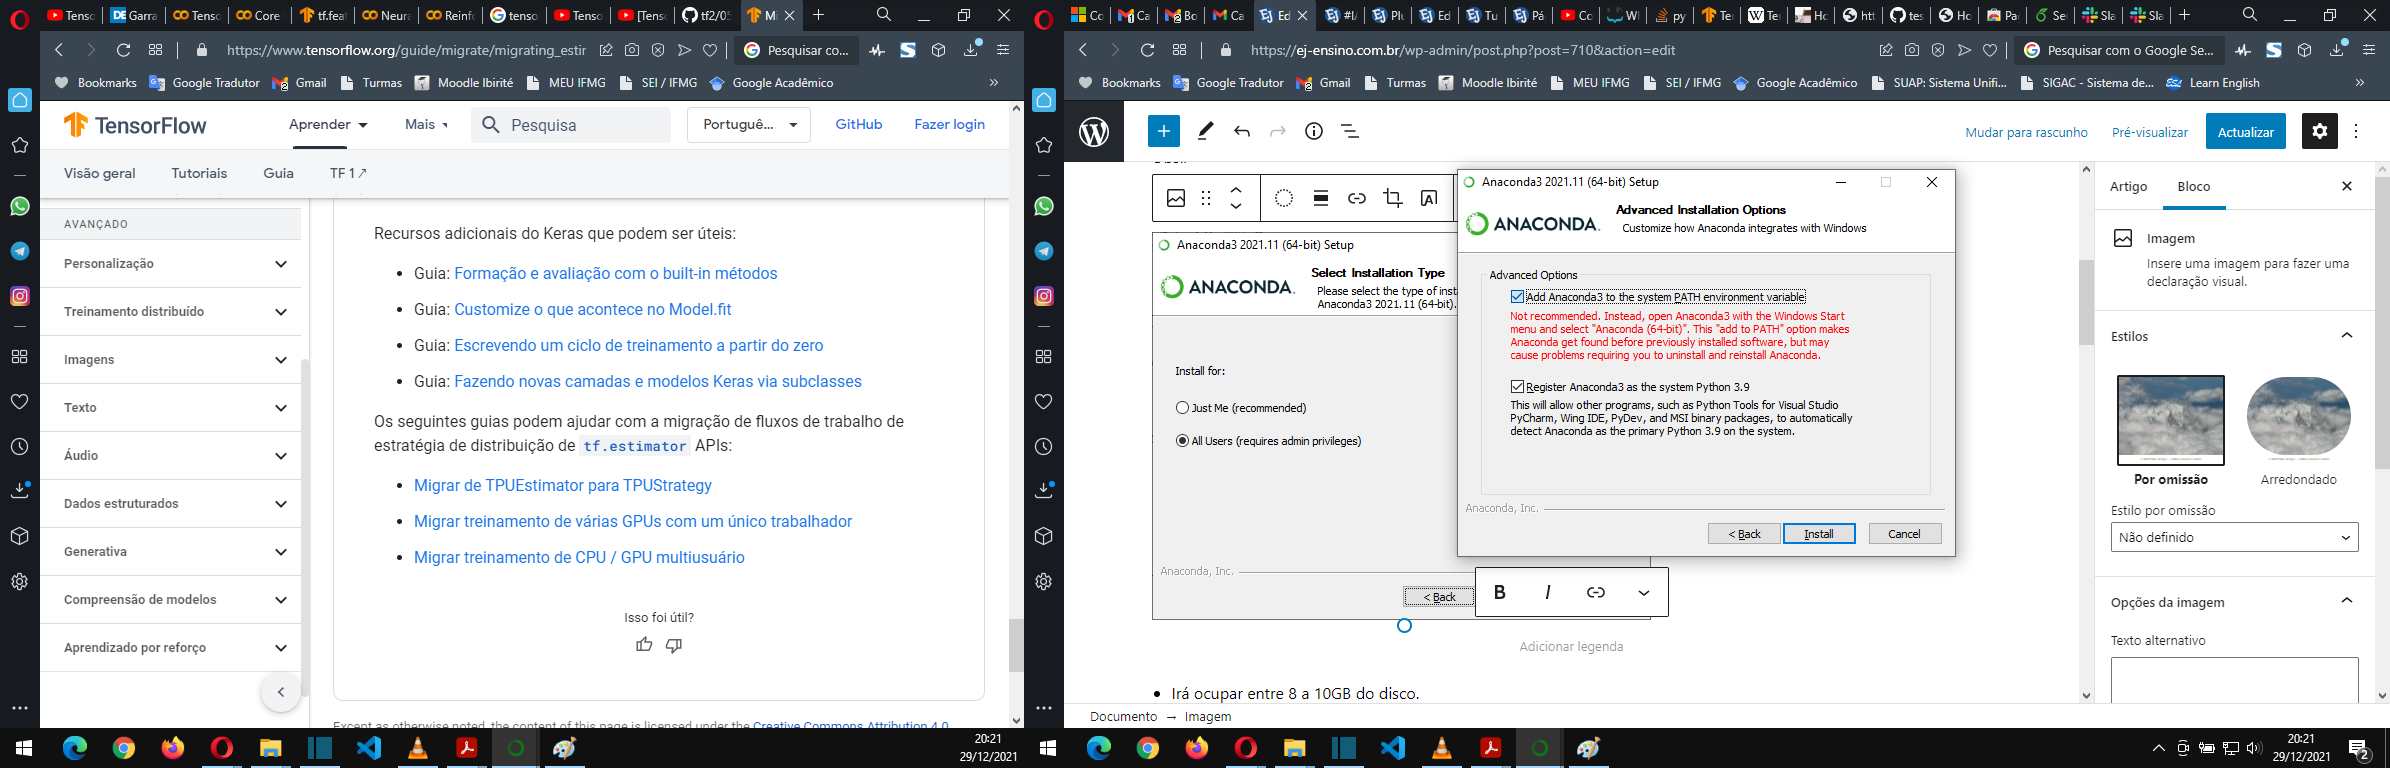 Tenso
Garra
Tenso
Core
tf.feat
Neura
Reinfo
tenso
Tenso
[Tens
tf2/05
Mi
https://www.tensorflow.org/guide/migrate/migrating_estir
Pesquisar co...
Bookmarks
Google Tradutor
Gmail
Turmas
Moodle Ibirité
MEU IFMG
SEI / IFMG
Google Acadêmico
»
TensorFlow
Aprender
Mais
Pesquisa
Portuguê...
GitHub
Fazer login
Visão geral
Tutoriais
Guia
TF 1
AVANÇADO
Personalização
Treinamento distribuído
Imagens
Texto
Áudio
Dados estruturados
Generativa
Compreensão de modelos
Aprendizado por reforço
Recursos adicionais do Keras que podem ser úteis:
• Guia: Formação e avaliação com o built-in métodos
• Guia: Customize o que acontece no Model.fit
• Guia: Escrevendo um ciclo de treinamento a partir do zero
• Guia: Fazendo novas camadas e modelos Keras via subclasses
Os seguintes guias podem ajudar com a migração de fluxos de trabalho de
estratégia de distribuição de tf.estimator APIs:
• Migrar de TPUEstimator para TPUStrategy
• Migrar treinamento de várias GPUs com um único trabalhador
• Migrar treinamento de CPU / GPU multiusuário
Isso foi útil?
Except as otherwise noted, the content of this page is licensed under the Creative Commons Attribution 4.0
20:21
29/12/2021
Co
Ca
Bo
Ca
Ed
#IA
Plu
Ed
Tu
Pá
Co
WI
py
Ter
Ter
Ho
htt
tes
Ho
Pa
Se
Sla
Sla
https://ej-ensino.com.br/wp-admin/post.php?post=710&action=edit
Pesquisar com o Google Se...
Bookmarks
Google Tradutor
Gmail
Turmas
Moodle Ibirité
MEU IFMG
SEI / IFMG
Google Acadêmico
SUAP: Sistema Unifi...
SIGAC - Sistema de...
Learn English
»
Mudar para rascunho
Pré-visualizar
Actualizar
Anaconda3 2021.11 (64-bit) Setup
ANACONDA.
Select Installation Type
Please select the type of inst
Anaconda3 2021.11 (64-bit).
Install for:
Just Me (recommended)
All Users (requires admin privileges)
Anaconda, Inc.
< Back
Anaconda3 2021.11 (64-bit) Setup
ANACONDA.
Advanced Installation Options
Customize how Anaconda integrates with Windows
Advanced Options
Add Anaconda3 to the system PATH environment variable
Not recommended. Instead, open Anaconda3 with the Windows Start
menu and select "Anaconda (64-bit)". This "add to PATH" option makes
Anaconda get found before previously installed software, but may
cause problems requiring you to uninstall and reinstall Anaconda.
Register Anaconda3 as the system Python 3.9
This will allow other programs, such as Python Tools for Visual Studio
PyCharm, Wing IDE, PyDev, and MSI binary packages, to automatically
detect Anaconda as the primary Python 3.9 on the system.
Anaconda, Inc.
< Back
Install
Cancel
B
I
Adicionar legenda
• Irá ocupar entre 8 a 10GB do disco.
Documento → Imagem
Artigo
Bloco
Imagem
Insere uma imagem para fazer uma
declaração visual.
Estilos
Por omissão
Arredondado
Estilo por omissão
Não definido
Opções da imagem
Texto alternativo
20:21
29/12/2021
2